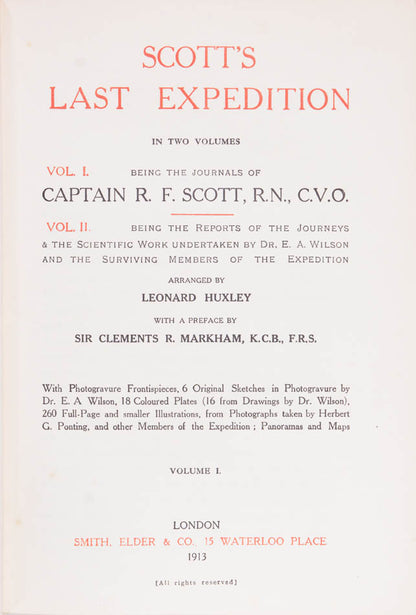 SCOTT'S
LAST EXPEDITION
IN TWO VOLUMES
VOL. I. BEING THE JOURNALS OF
CAPTAIN R. F. SCOTT, R.N., C.V.O.
VOL. II. BEING THE REPORTS OF THE JOURNEYS
& THE SCIENTIFIC WORK UNDERTAKEN BY DR. E. A. WILSON
AND THE SURVIVING MEMBERS OF THE EXPEDITION
ARRANGED BY
LEONARD HUXLEY
WITH A PREFACE BY
SIR CLEMENTS R. MARKHAM, K.C.B., F.R.S.
With Photogravure Frontispieces, 6 Original Sketches in Photogravure by
Dr. E. A Wilson, 18 Coloured Plates (16 from Drawings by Dr. Wilson),
260 Full-Page and smaller Illustrations, from Photographs taken by Herbert
G. Ponting, and other Members of the Expedition; Panoramas and Maps
VOLUME I.
LONDON
SMITH, ELDER & CO. 15 WATERLOO PLACE
1913
[All rights reserved]